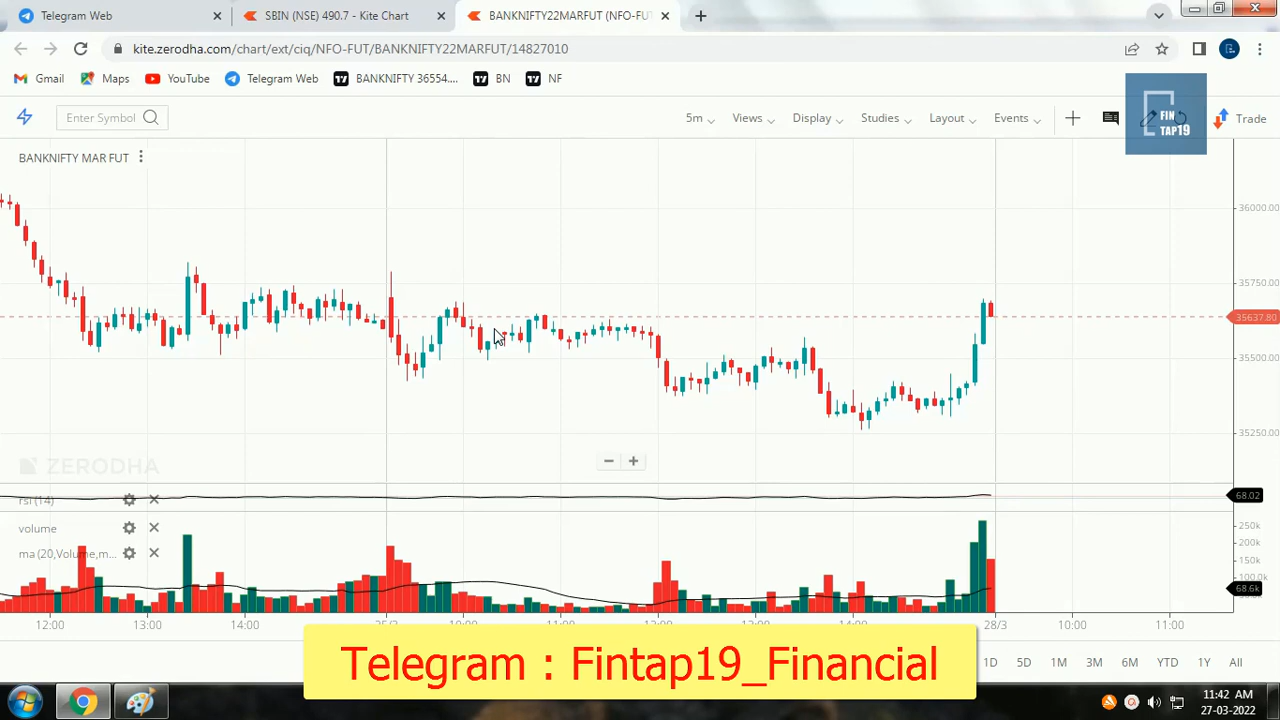 Telegram Web
SBIN (NSE) 490.7 - Kite Chart
BANKNIFTY22MARFUT (NFO-FU
kite.zerodha.com/chart/ext/ciq/NFO-FUT/BANKNIFTY22MARFUT/14827010
Gmail Maps YouTube Telegram Web BANKNIFTY 36554.... BN NF
Enter Symbol 5m Views Display Studies Layout Events Trade
FIN
TAP19
BANKNIFTY MAR FUT
36000.00
35750.00
35637.80
35500.00
35250.00
ZERODHA
rsi (14)
68.02
volume
250k
200k
ma (20,Volume,m...
150k
100.0k
68.6k
12:00 13:00 14:00 25/3 10:00 11:00 12:00 13:00 14:00 28/3 10:00 11:00
1D 5D 1M 3M 6M YTD 1Y All
Telegram : Fintap19_Financial
11:42 AM
27-03-2022